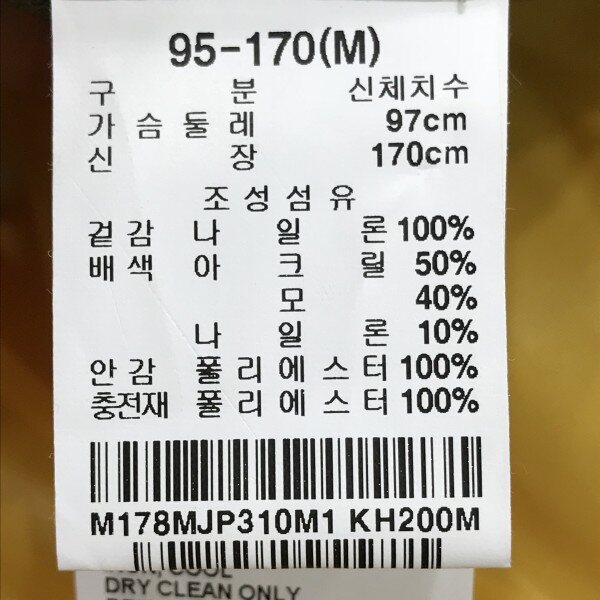 95-170(M)
구 분 신체치수
가슴둘레 97cm
신 장 170cm
조성섬유
겉감 나 일 론 100%
배색 아 크 릴 50%
모 40%
나 일 론 10%
안감 폴리에스터 100%
충전재 폴리에스터 100%
M178MJP310M1 KH200M
DRY CLEAN ONLY